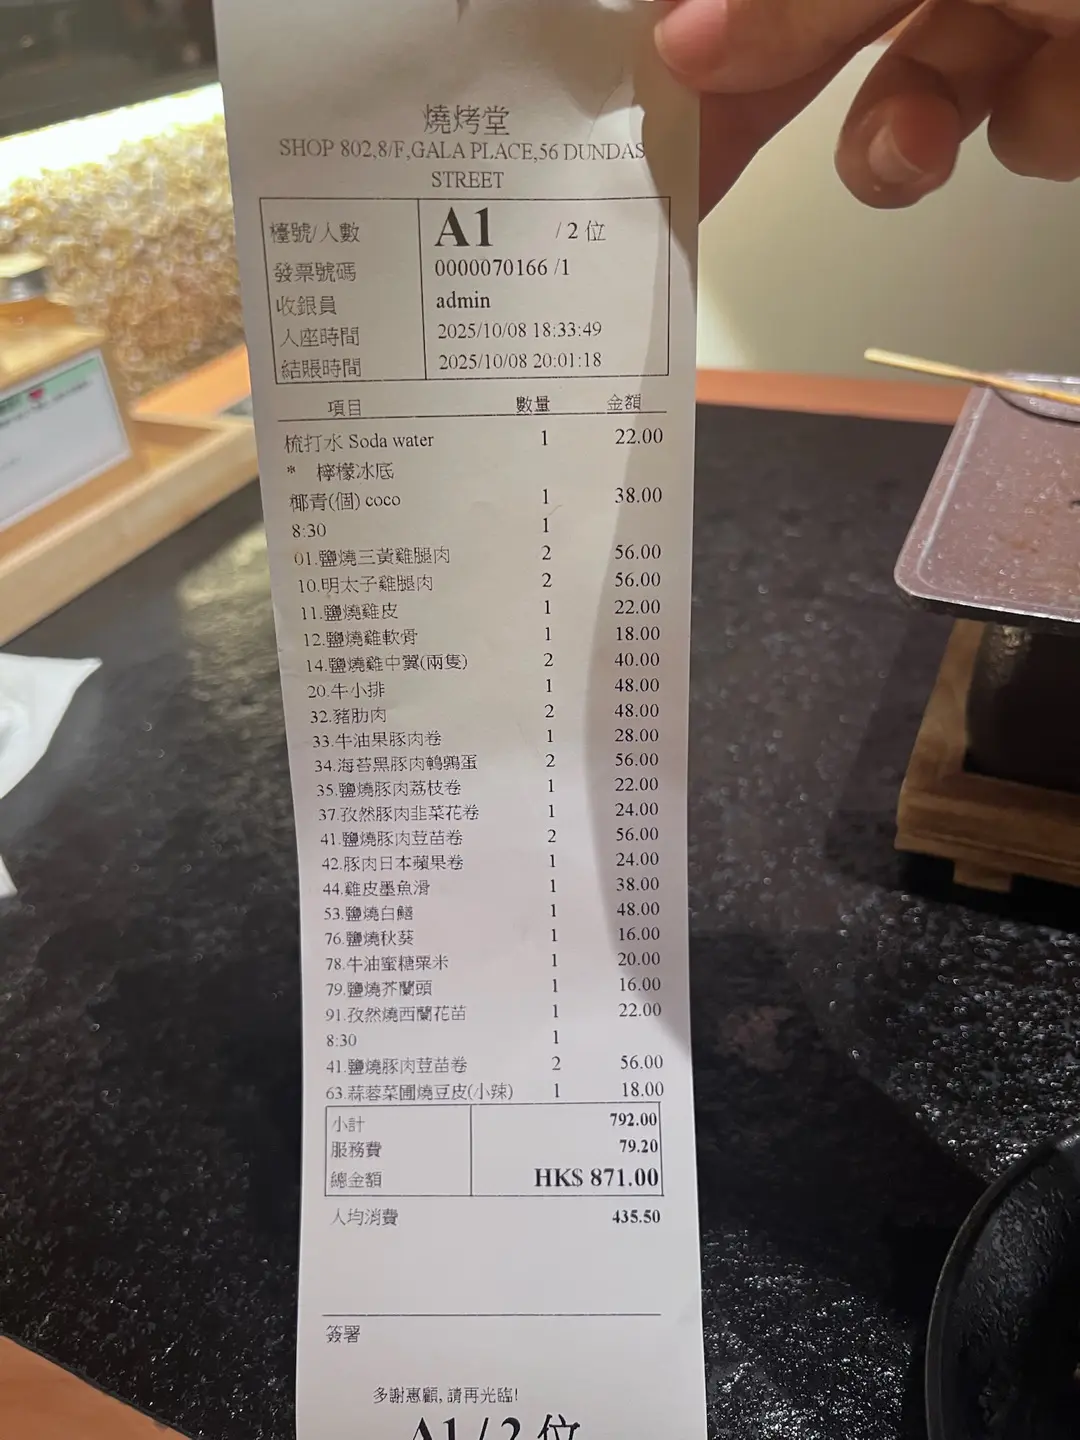 燒烤堂
SHOP 802,8/F,GALA PLACE,56 DUNDAS
STREET
檯號/人數 A1 / 2 位
發票號碼 0000070166 /1
收銀員 admin
入座時間 2025/10/08 18:33:49
結賬時間 2025/10/08 20:01:18
項目 數量 金額
梳打水 Soda water 1 22.00
* 檸檬冰底
椰青(個) coco 1 38.00
8:30 1
01.鹽燒三黃雞腿肉 2 56.00
10.明太子雞腿肉 2 56.00
11.鹽燒雞皮 1 22.00
12.鹽燒雞軟骨 1 18.00
14.鹽燒雞中翼(兩隻) 2 40.00
20.牛小排 1 48.00
32.豬肋肉 2 48.00
33.牛油果豚肉卷 1 28.00
34.海苔黑豚肉鵪鶉蛋 2 56.00
35.鹽燒豚肉荔枝卷 1 22.00
37.孜然豚肉韭菜花卷 1 24.00
41.鹽燒豚肉荳苗卷 2 56.00
42.豚肉日本蘋果卷 1 24.00
44.雞皮墨魚滑 1 38.00
53.鹽燒白鱔 1 48.00
76.鹽燒秋葵 1 16.00
78.牛油蜜糖粟米 1 20.00
79.鹽燒芥蘭頭 1 16.00
91.孜然燒西蘭花苗 1 22.00
8:30 1
41.鹽燒豚肉荳苗卷 2 56.00
63.蒜蓉菜圃燒豆皮(小辣) 1 18.00
小計 792.00
服務費 79.20
總金額 HK$ 871.00
人均消費 435.50
簽署
多謝惠顧,請再光臨!
A1 / 2 位